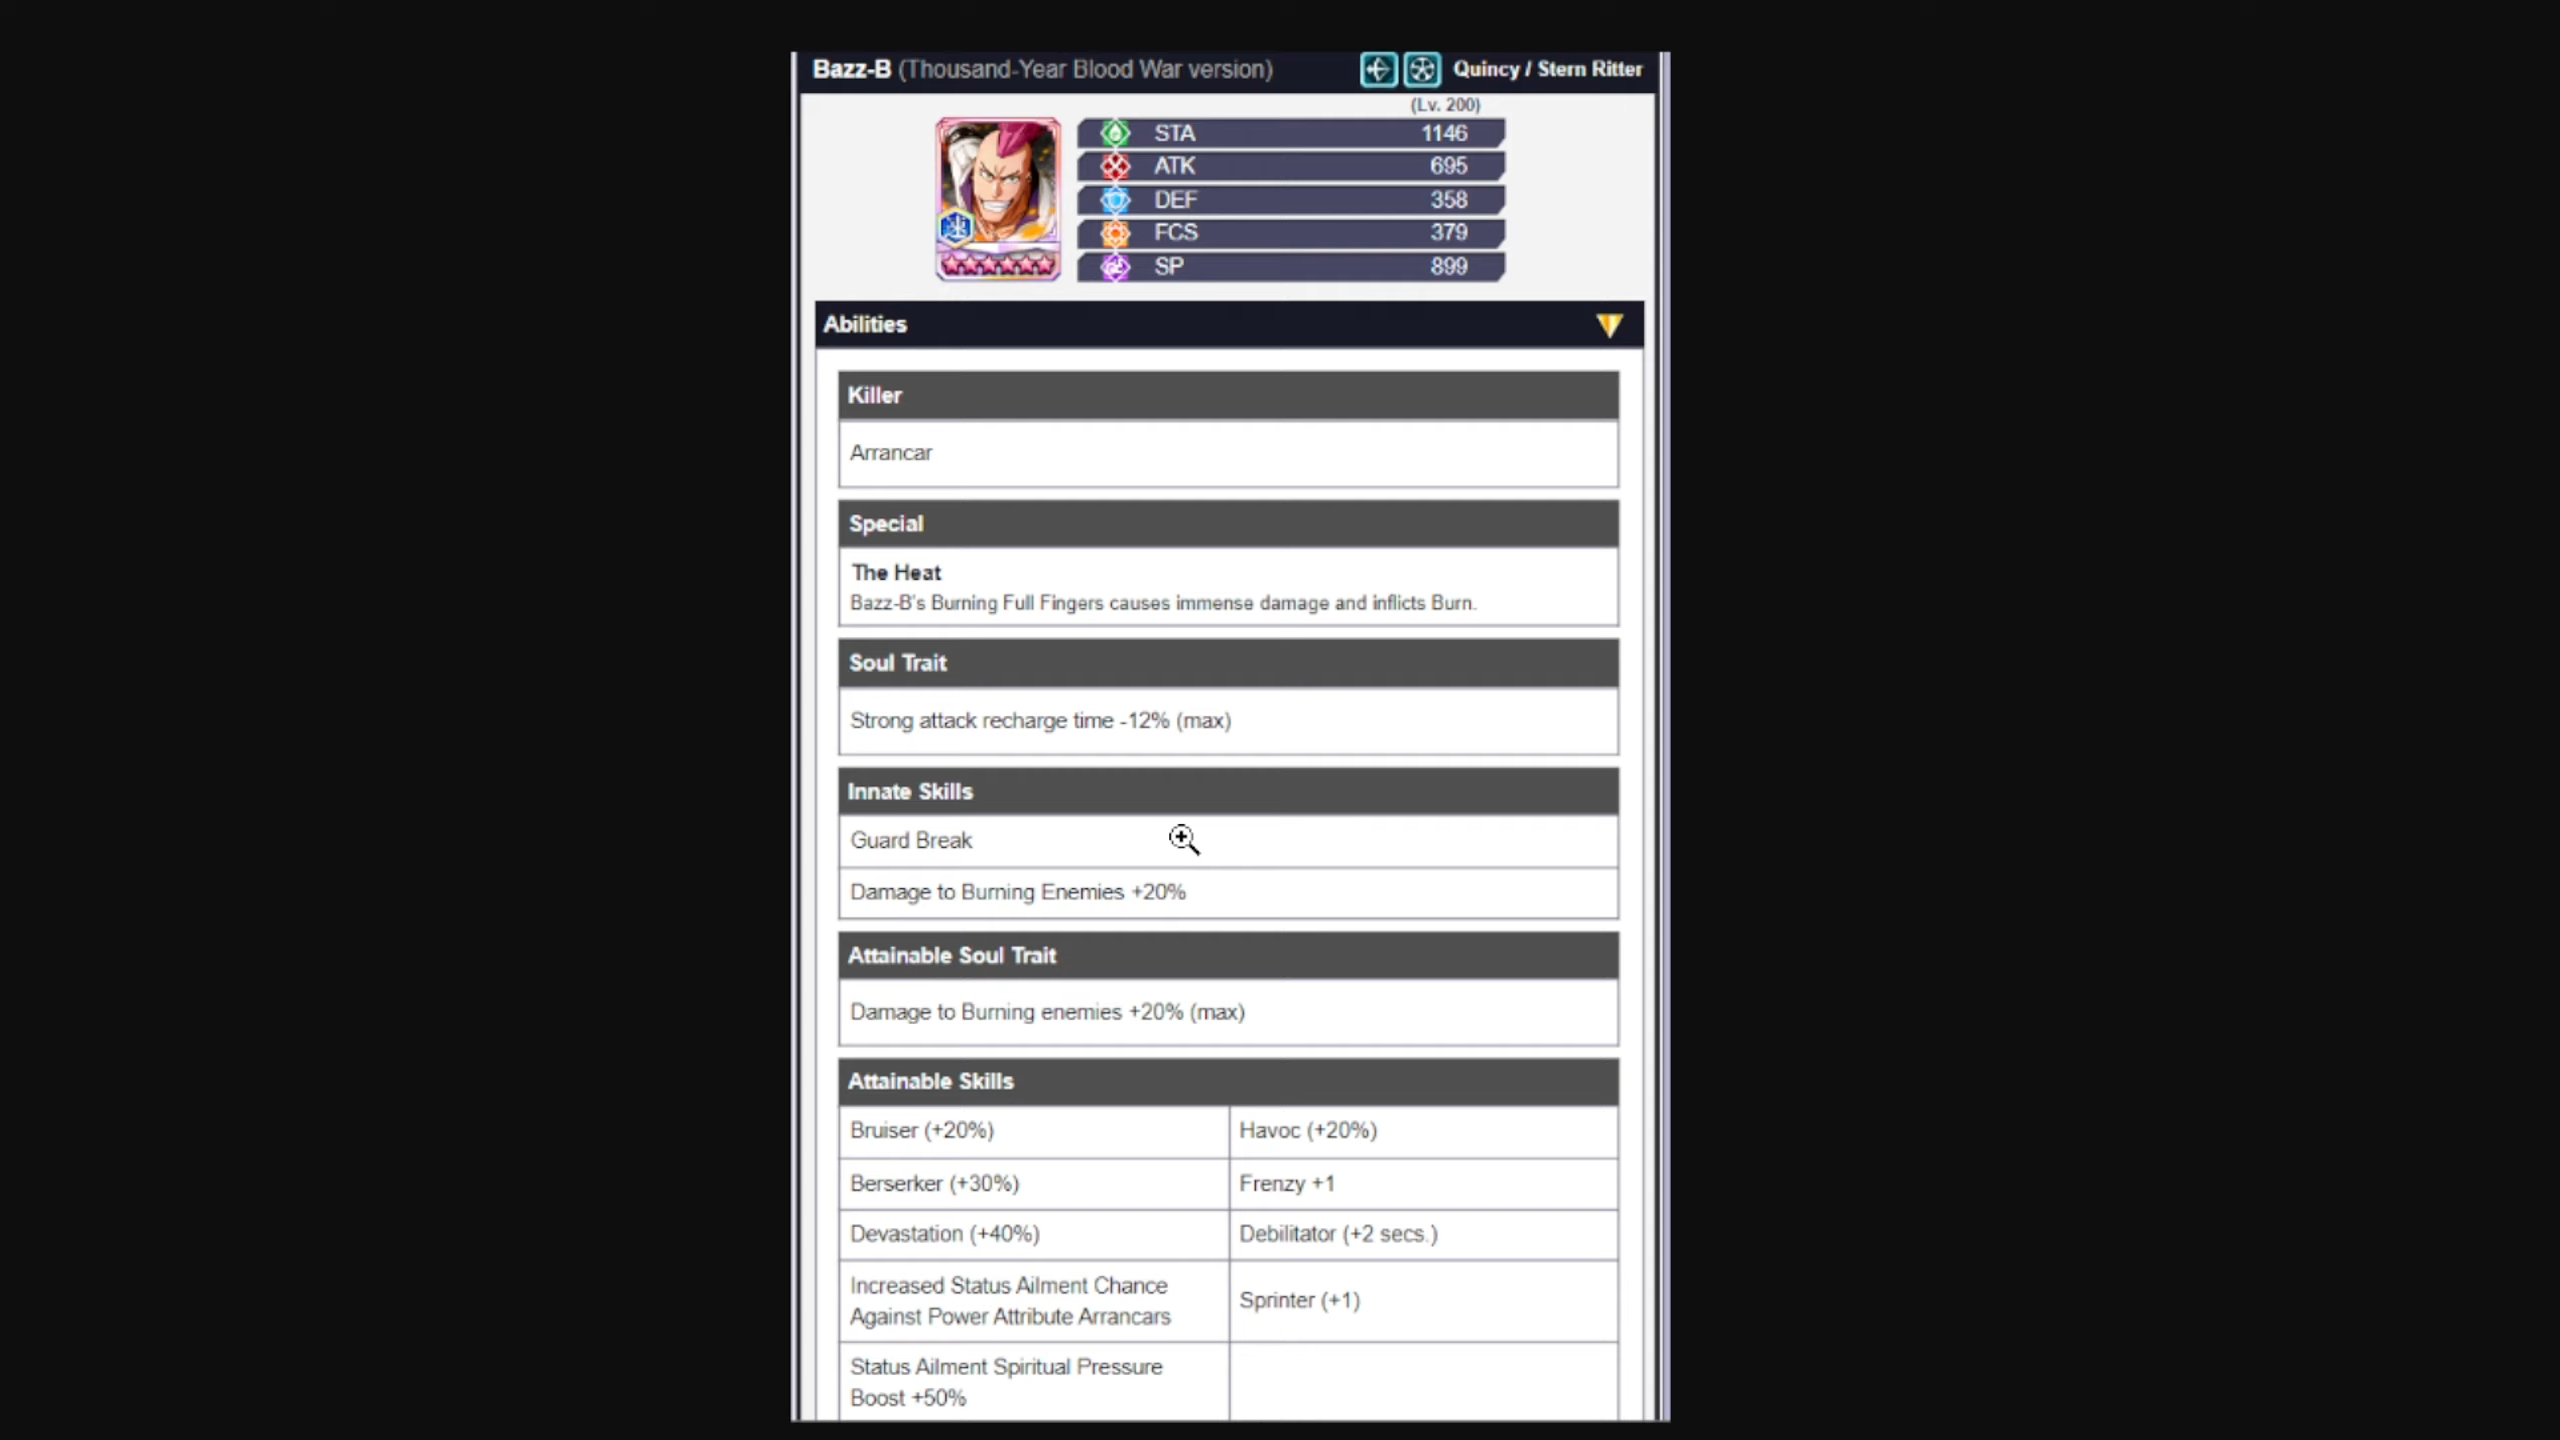 Bazz-B (Thousand-Year Blood War version) Quincy / Stern Ritter
(Lv. 200)
STA 1146
ATK 695
DEF 358
FCS 379
SP 899
Abilities
Killer
Arrancar
Special
The Heat
Bazz-B's Burning Full Fingers causes immense damage and inflicts Burn.
Soul Trait
Strong attack recharge time -12% (max)
Innate Skills
Guard Break
Damage to Burning Enemies +20%
Attainable Soul Trait
Damage to Burning enemies +20% (max)
Attainable Skills
Bruiser (+20%) Havoc (+20%)
Berserker (+30%) Frenzy +1
Devastation (+40%) Debilitator (+2 secs.)
Increased Status Ailment Chance
Against Power Attribute Arrancars
Sprinter (+1)
Status Ailment Spiritual Pressure
Boost +50%